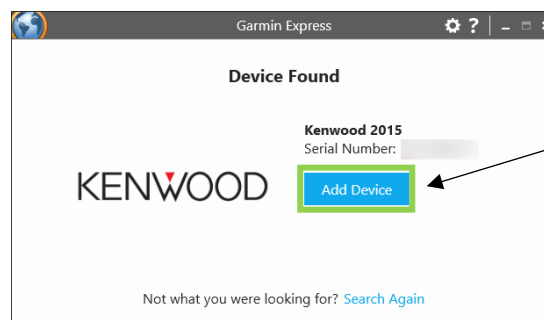 Garmin Express
?
Device Found
Kenwood 2015
Serial Number:
KENWOOD
Add Device
Not what you were looking for? Search Again